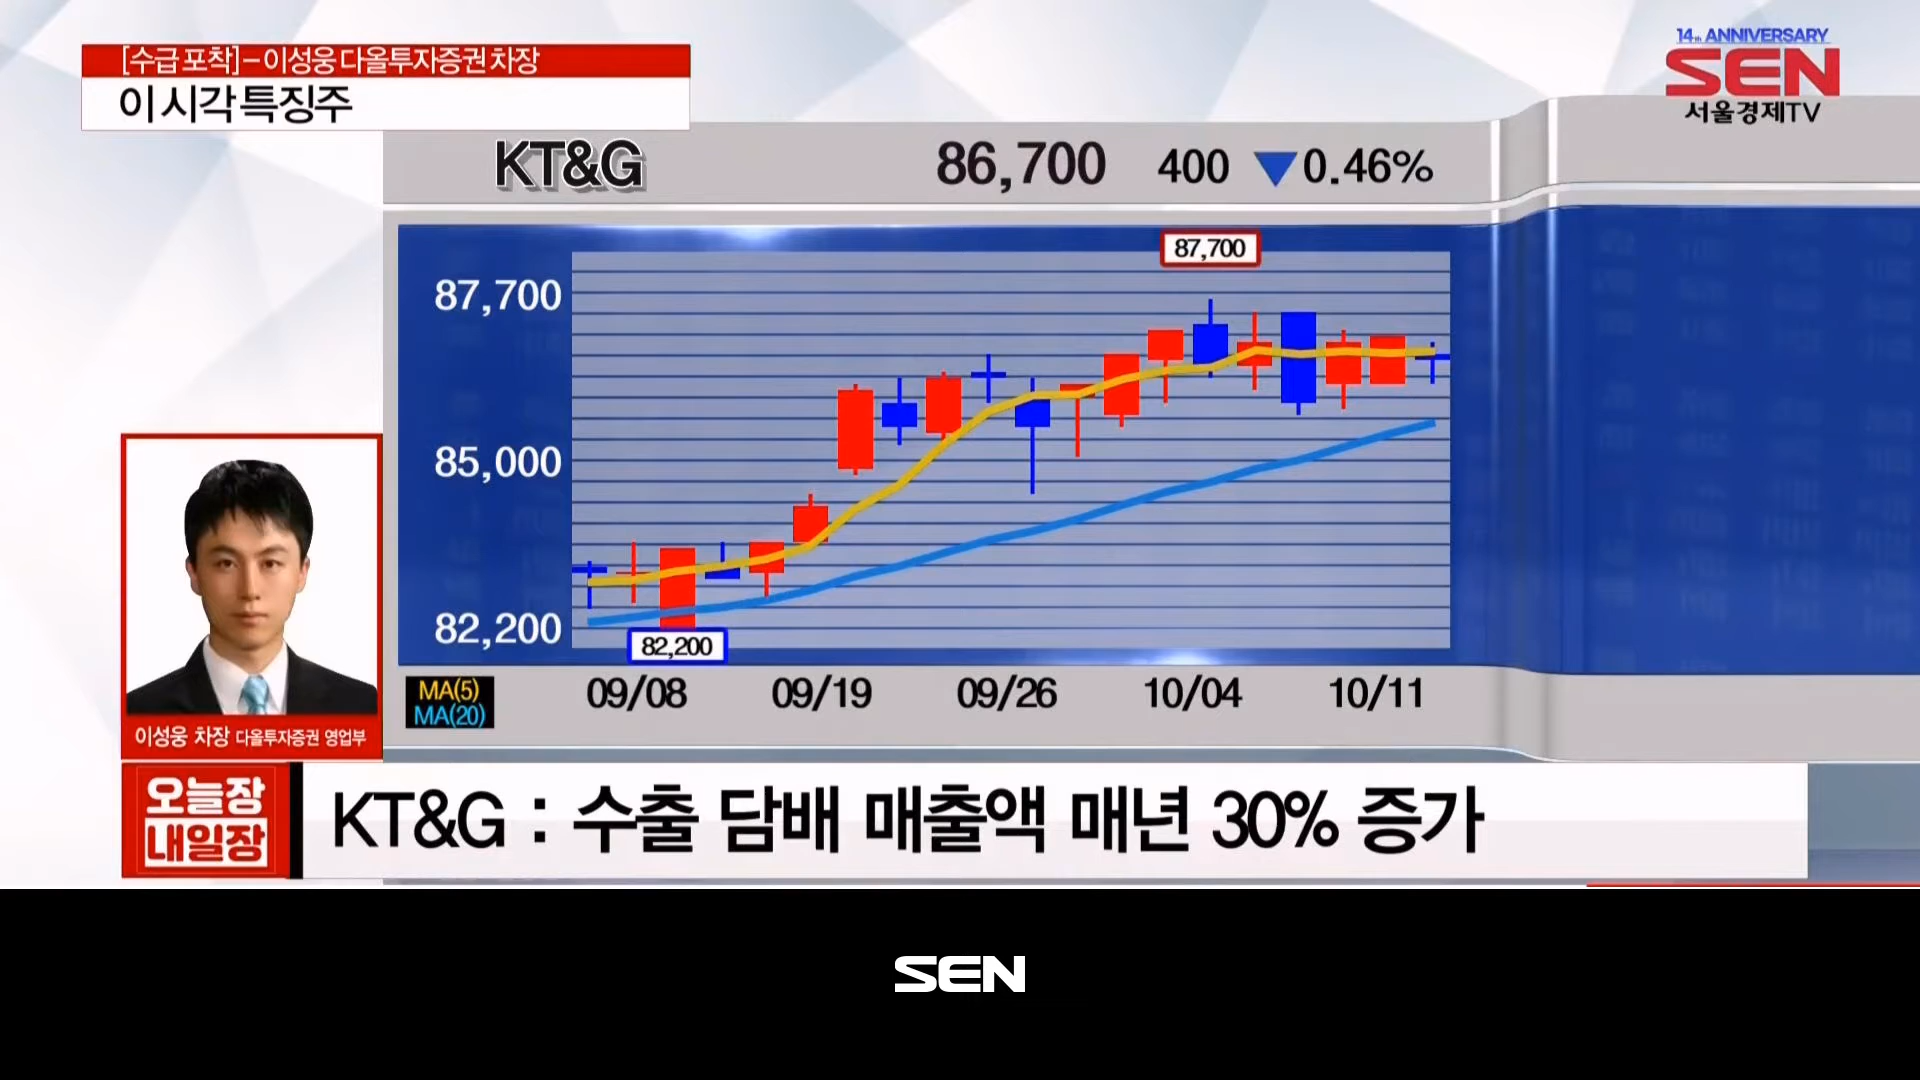 [수급 포착] - 이성웅 다올투자증권 차장
이 시각 특징주
14th ANNIVERSARY
SEN
서울경제TV
KT&G 86,700 400 ▼0.46%
87,700
87,700
85,000
82,200
82,200
MA(5)
MA(20)
09/08 09/19 09/26 10/04 10/11
이성웅 차장 다올투자증권 영업부
오늘장
내일장
KT&G : 수출 담배 매출액 매년 30% 증가
SEN